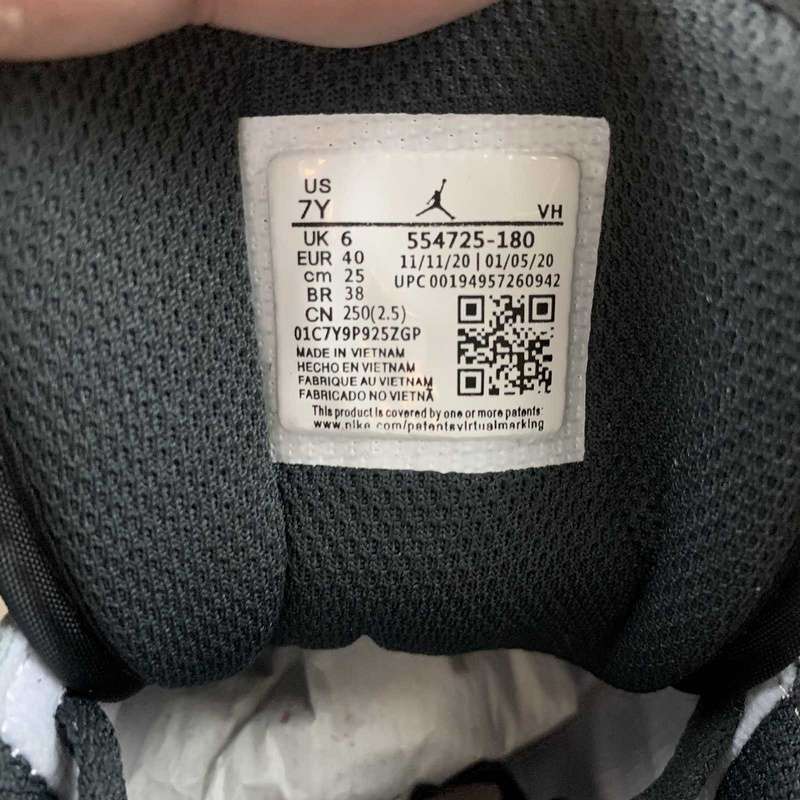 US
7Y VH
UK 6 554725-180
EUR 40 11/11/20 | 01/05/20
cm 25 UPC 00194957260942
BR 38
CN 250(2.5)
01C7Y9P925ZGP
MADE IN VIETNAM
HECHO EN VIETNAM
FABRIQUE AU VIETNAM
FABRICADO NO VIETNÃ
This product is covered by one or more patents:
www.nike.com/patentsvirtualmarking